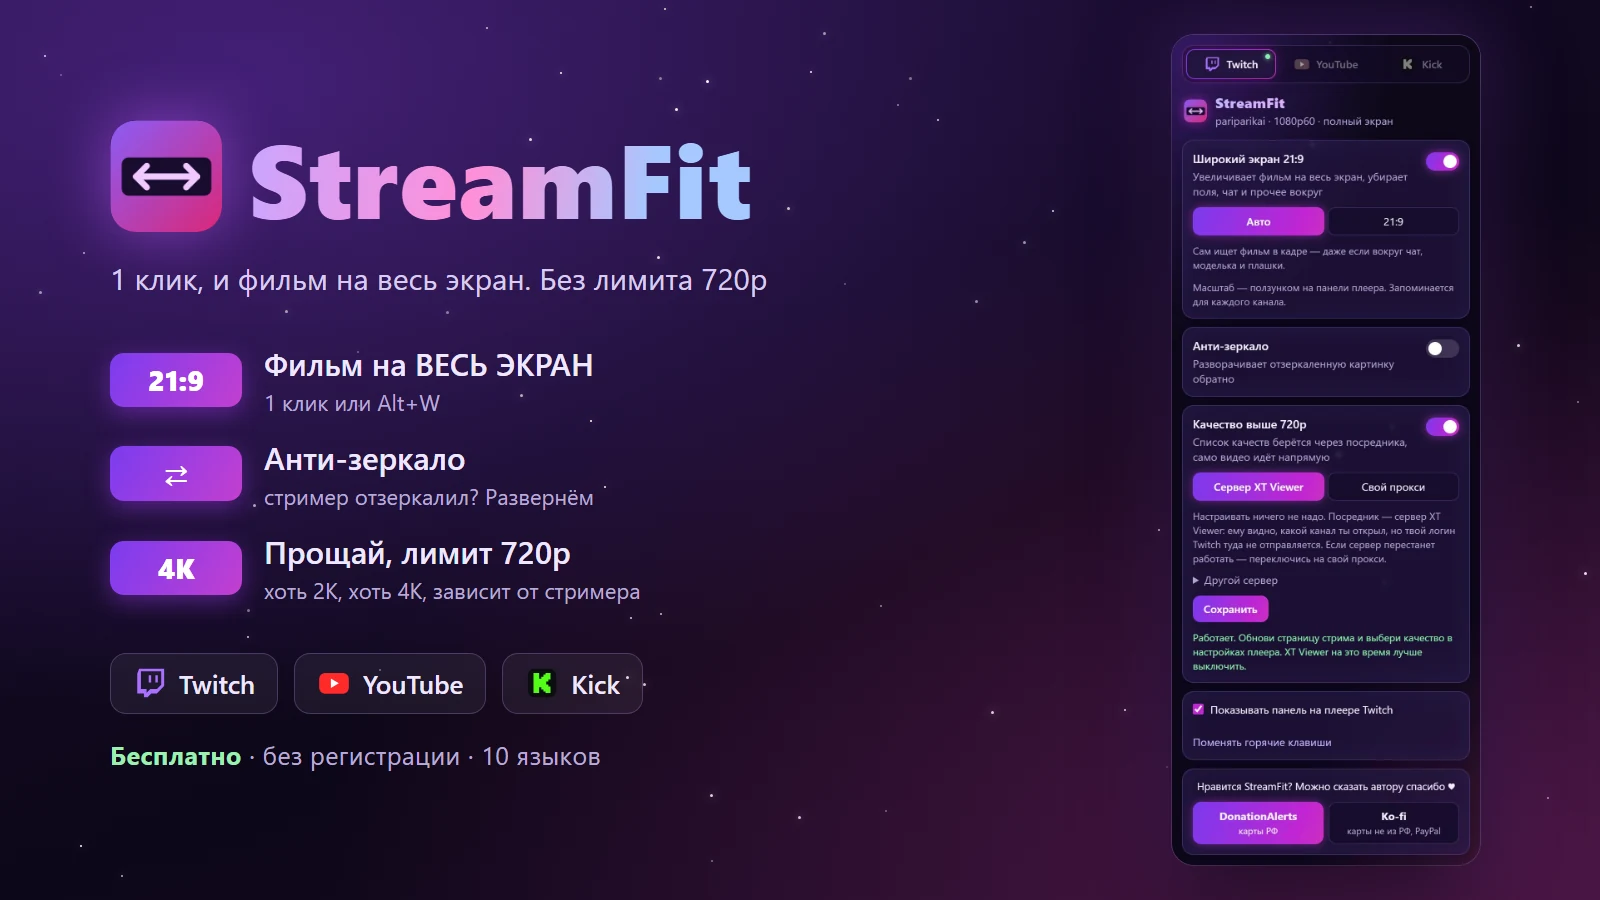 StreamFit
1 клик, и фильм на весь экран. Без лимита 720p
21:9
Фильм на ВЕСЬ ЭКРАН
1 клик или Alt+W
⇄
Анти-зеркало
стример отзеркалил? Развернём
4K
Прощай, лимит 720p
хоть 2K, хоть 4K, зависит от стримера
Twitch
YouTube
Kick
Бесплатно · без регистрации · 10 языков
Twitch
YouTube
Kick
StreamFit
pariparikai · 1080p60 · полный экран
Широкий экран 21:9
Увеличивает фильм на весь экран, убирает
поля, чат и прочее вокруг
Авто
21:9
Сам ищет фильм в кадре — даже если вокруг чат,
моделька и плашки.
Масштаб — ползунком на панели плеера. Запоминается
для каждого канала.
Анти-зеркало
Разворачивает отзеркаленную картинку
обратно
Качество выше 720p
Список качеств берётся через посредника,
само видео идёт напрямую
Сервер XT Viewer
Свой прокси
Настраивать ничего не надо. Посредник — сервер XT
Viewer: ему видно, какой канал ты открыл, но твой логин
Twitch туда не отправляется. Если сервер перестанет
работать — переключись на свой прокси.
▶ Другой сервер
Сохранить
Работает. Обнови страницу стрима и выбери качество в
настройках плеера. XT Viewer на это время лучше
выключить.
Показывать панель на плеере Twitch
Поменять горячие клавиши
Нравится StreamFit? Можно сказать автору спасибо ♥
DonationAlerts
карты РФ
Ko-fi
карты не из РФ, PayPal